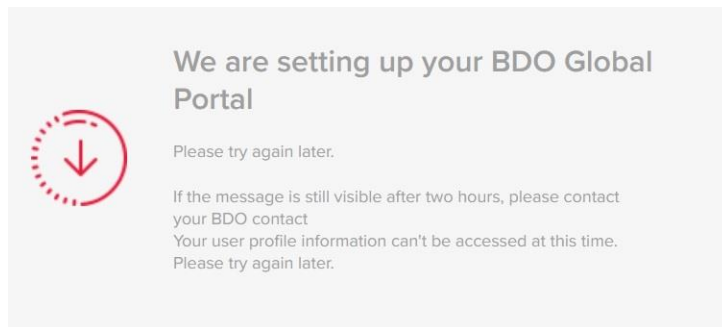 We are setting up your BDO Global
Portal
Please try again later.
If the message is still visible after two hours, please contact
your BDO contact
Your user profile information can't be accessed at this time.
Please try again later.